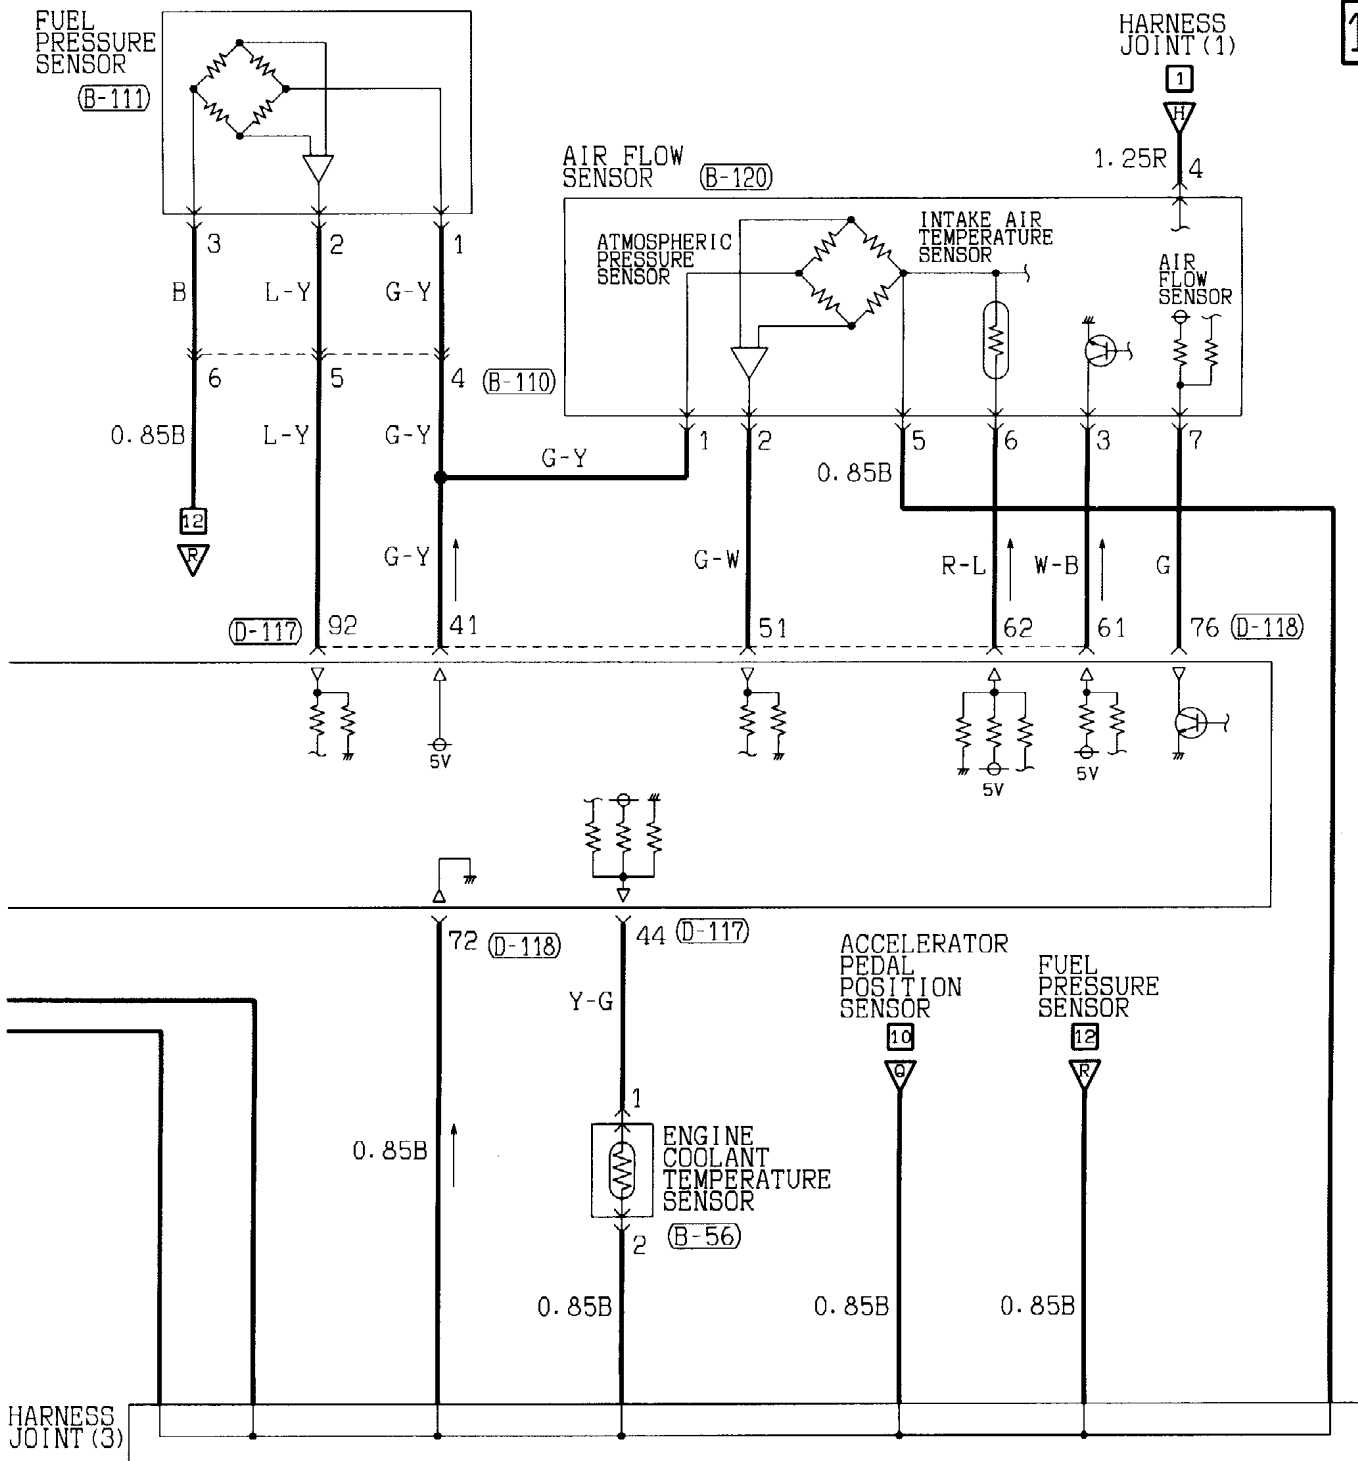 FUEL
PRESSURE
SENSOR
(B-111)
HARNESS
JOINT(1)
1
H
1.25R
4
AIR FLOW
SENSOR
(B-120)
ATMOSPHERIC
PRESSURE
SENSOR
INTAKE AIR
TEMPERATURE
SENSOR
AIR
FLOW
SENSOR
3 2 1
B L-Y G-Y
6 5 4 (B-110)
1 2 5 6 3 7
0.85B L-Y G-Y
G-Y
0.85B
12
R
G-Y G-W R-L W-B G
(D-117) 92 41 51 62 61 76 (D-118)
5V 5V 5V
72 (D-118) 44 (D-117)
ACCELERATOR
PEDAL
POSITION
SENSOR
10
Q
FUEL
PRESSURE
SENSOR
12
R
Y-G
1
0.85B
ENGINE
COOLANT
TEMPERATURE
SENSOR
(B-56)
2
0.85B 0.85B 0.85B
HARNESS
JOINT(3)